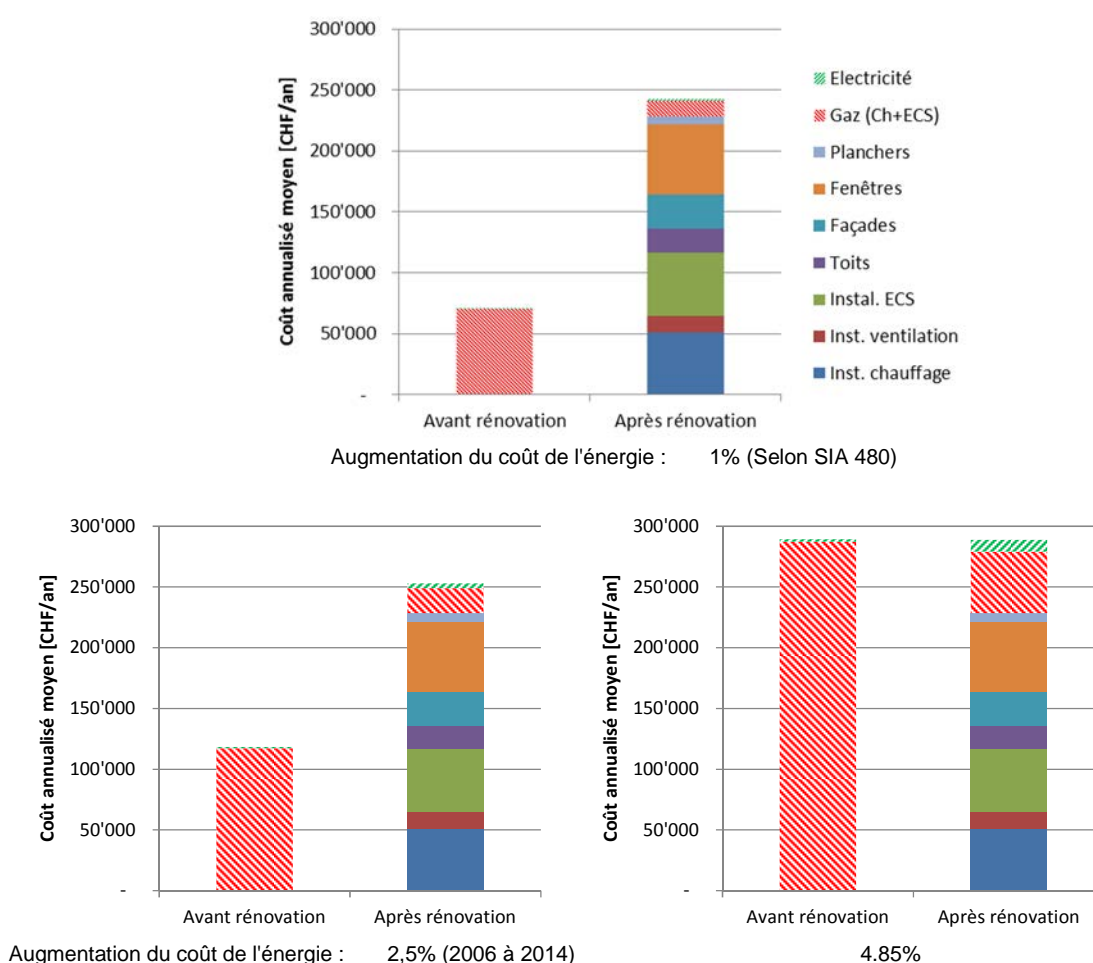 300'000
250'000
200'000
150'000
100'000
50'000
-
Coût annualisé moyen [CHF/an]
Avant rénovation
Après rénovation
Electricité
Gaz (Ch+ECS)
Planchers
Fenêtres
Façades
Toits
Instal. ECS
Inst. ventilation
Inst. chauffage
Augmentation du coût de l'énergie : 1% (Selon SIA 480)
300'000
250'000
200'000
150'000
100'000
50'000
-
Coût annualisé moyen [CHF/an]
Avant rénovation
Après rénovation
300'000
250'000
200'000
150'000
100'000
50'000
-
Coût annualisé moyen [CHF/an]
Avant rénovation
Après rénovation
Augmentation du coût de l'énergie : 2,5% (2006 à 2014) 4.85%